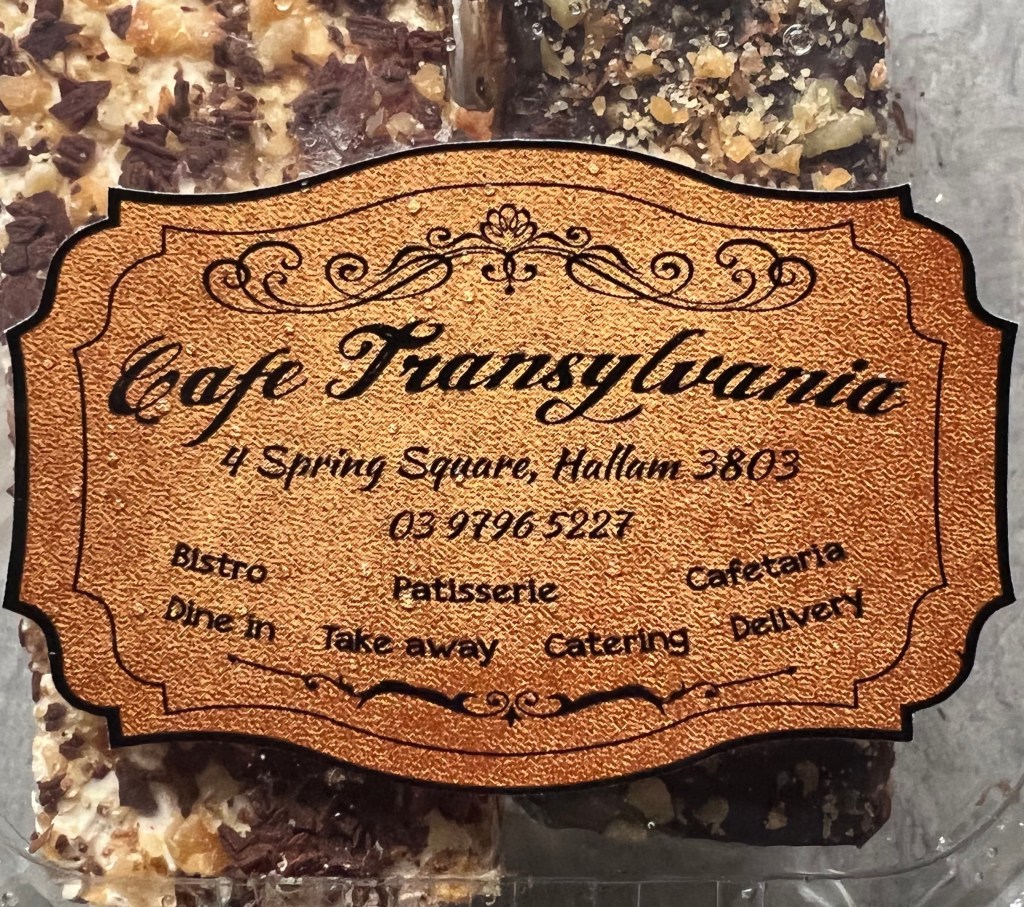 Cafe Transylvania
4 Spring Square, Hallam 3803
03 9796 5227
Bistro Patisserie Cafetaria
Dine in Take away Catering Delivery